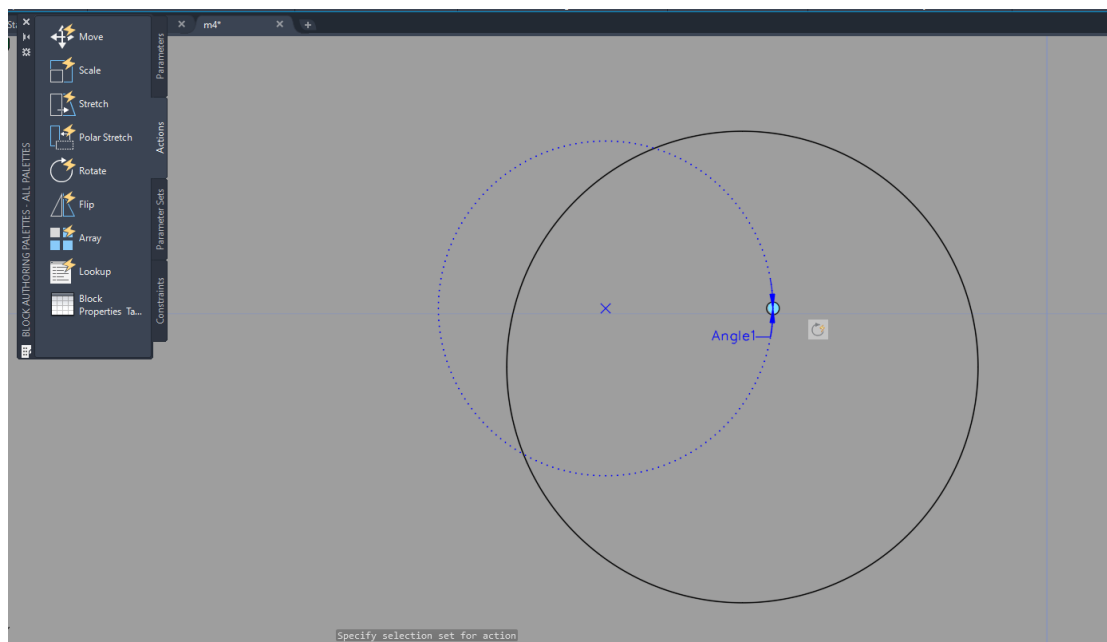 m4*
Move
Scale
Stretch
Polar Stretch
Rotate
Flip
Array
Lookup
Block
Properties Ta...
Parameters
Actions
Parameter Sets
Constraints
BLOCK AUTHORING PALETTES - ALL PALETTES
Angle1
Specify selection set for action